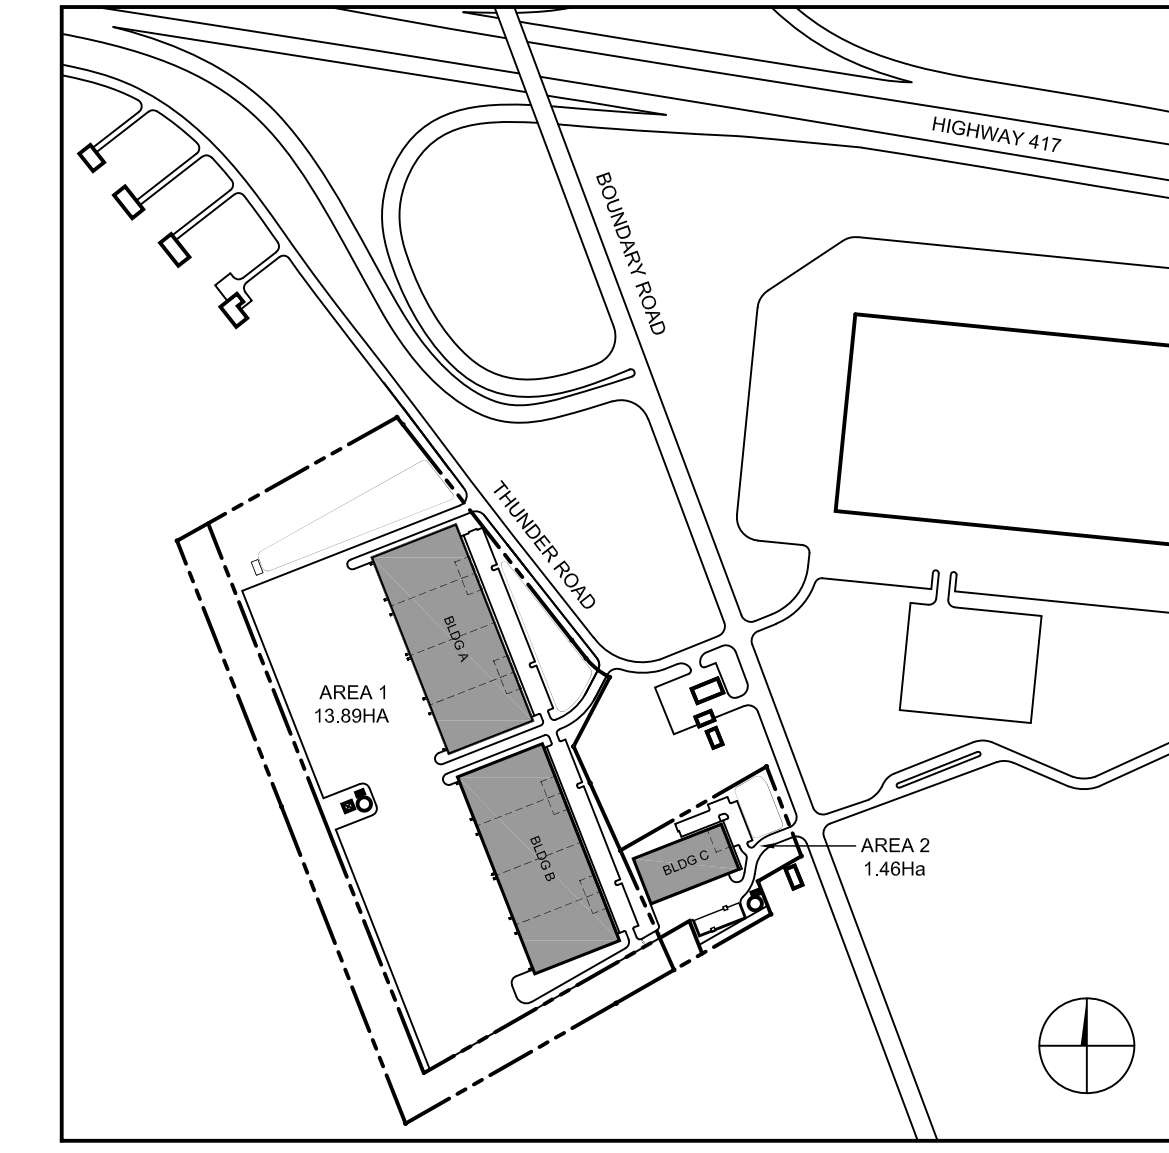 HIGHWAY 417
BOUNDARY ROAD
THUNDER ROAD
BLDG A
AREA 1
13.89HA
BLDG B
BLDG C
AREA 2
1.46Ha